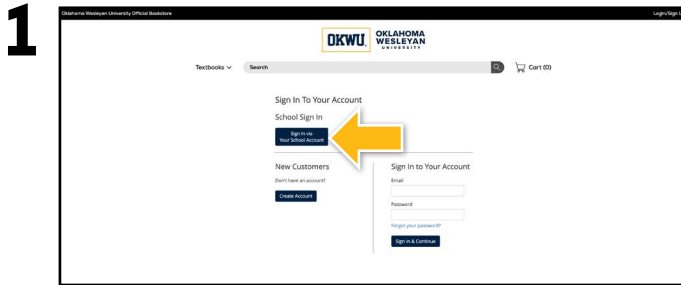 1
Oklahoma Wesleyan University Official Bookstore
Login/Sign U
OKWU.
OKLAHOMA
WESLEYAN
UNIVERSITY
Textbooks
Search
Cart (0)
Sign In To Your Account
School Sign In
Sign In via
Your School Account
New Customers
Don't have an account?
Create Account
Sign In to Your Account
Email
Password
Forgot your password?
Sign in & Continue